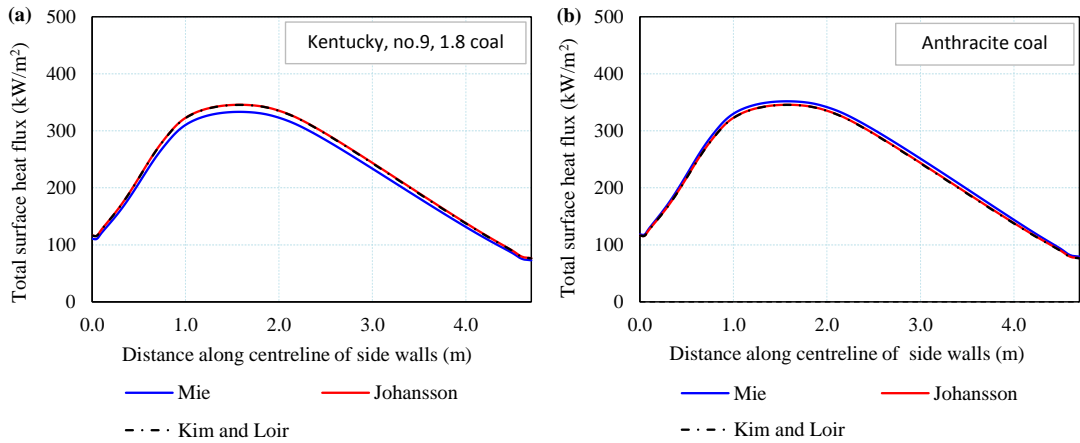 (a)
Total surface heat flux (kW/m²)
500
400
300
200
100
0
Kentucky, no.9, 1.8 coal
0.0 1.0 2.0 3.0 4.0
Distance along centreline of side walls (m)
Mie Johansson
Kim and Loir
(b)
Total surface heat flux (kW/m²)
500
400
300
200
100
0
Anthracite coal
0.0 1.0 2.0 3.0 4.0
Distance along centreline of side walls (m)
Mie Johansson
Kim and Loir